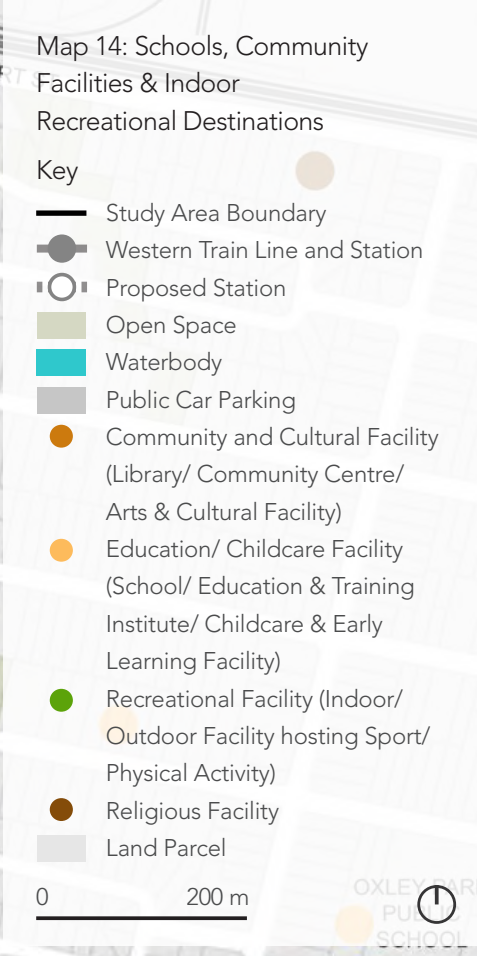 Map 14: Schools, Community
Facilities & Indoor
Recreational Destinations
Key
Study Area Boundary
Western Train Line and Station
Proposed Station
Open Space
Waterbody
Public Car Parking
Community and Cultural Facility
(Library/ Community Centre/
Arts & Cultural Facility)
Education/ Childcare Facility
(School/ Education & Training
Institute/ Childcare & Early
Learning Facility)
Recreational Facility (Indoor/
Outdoor Facility hosting Sport/
Physical Activity)
Religious Facility
Land Parcel
0 200 m
OXLEY PARK
PUBLIC
SCHOOL